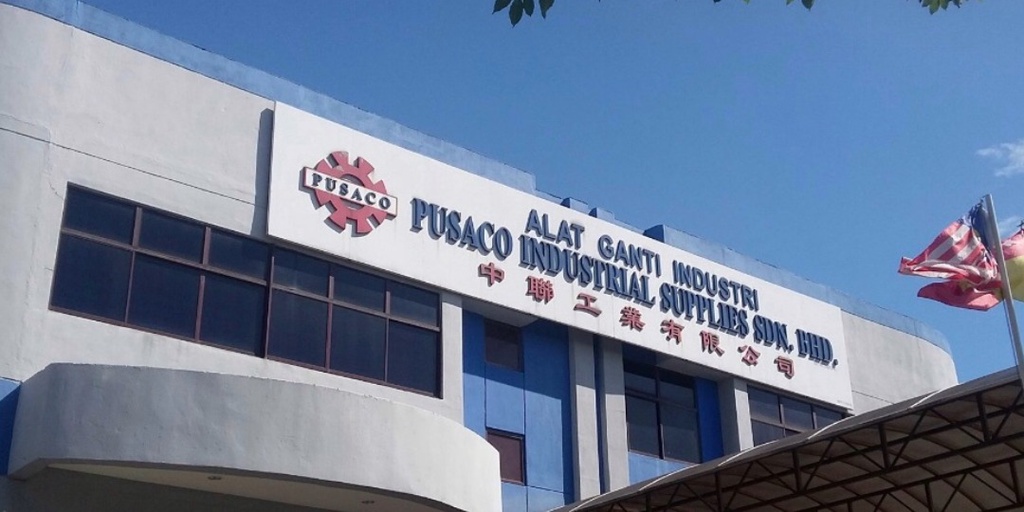 PUSACO
ALAT GANTI INDUSTRI
PUSACO INDUSTRIAL SUPPLIES SDN. BHD.
中聯工業有限公司